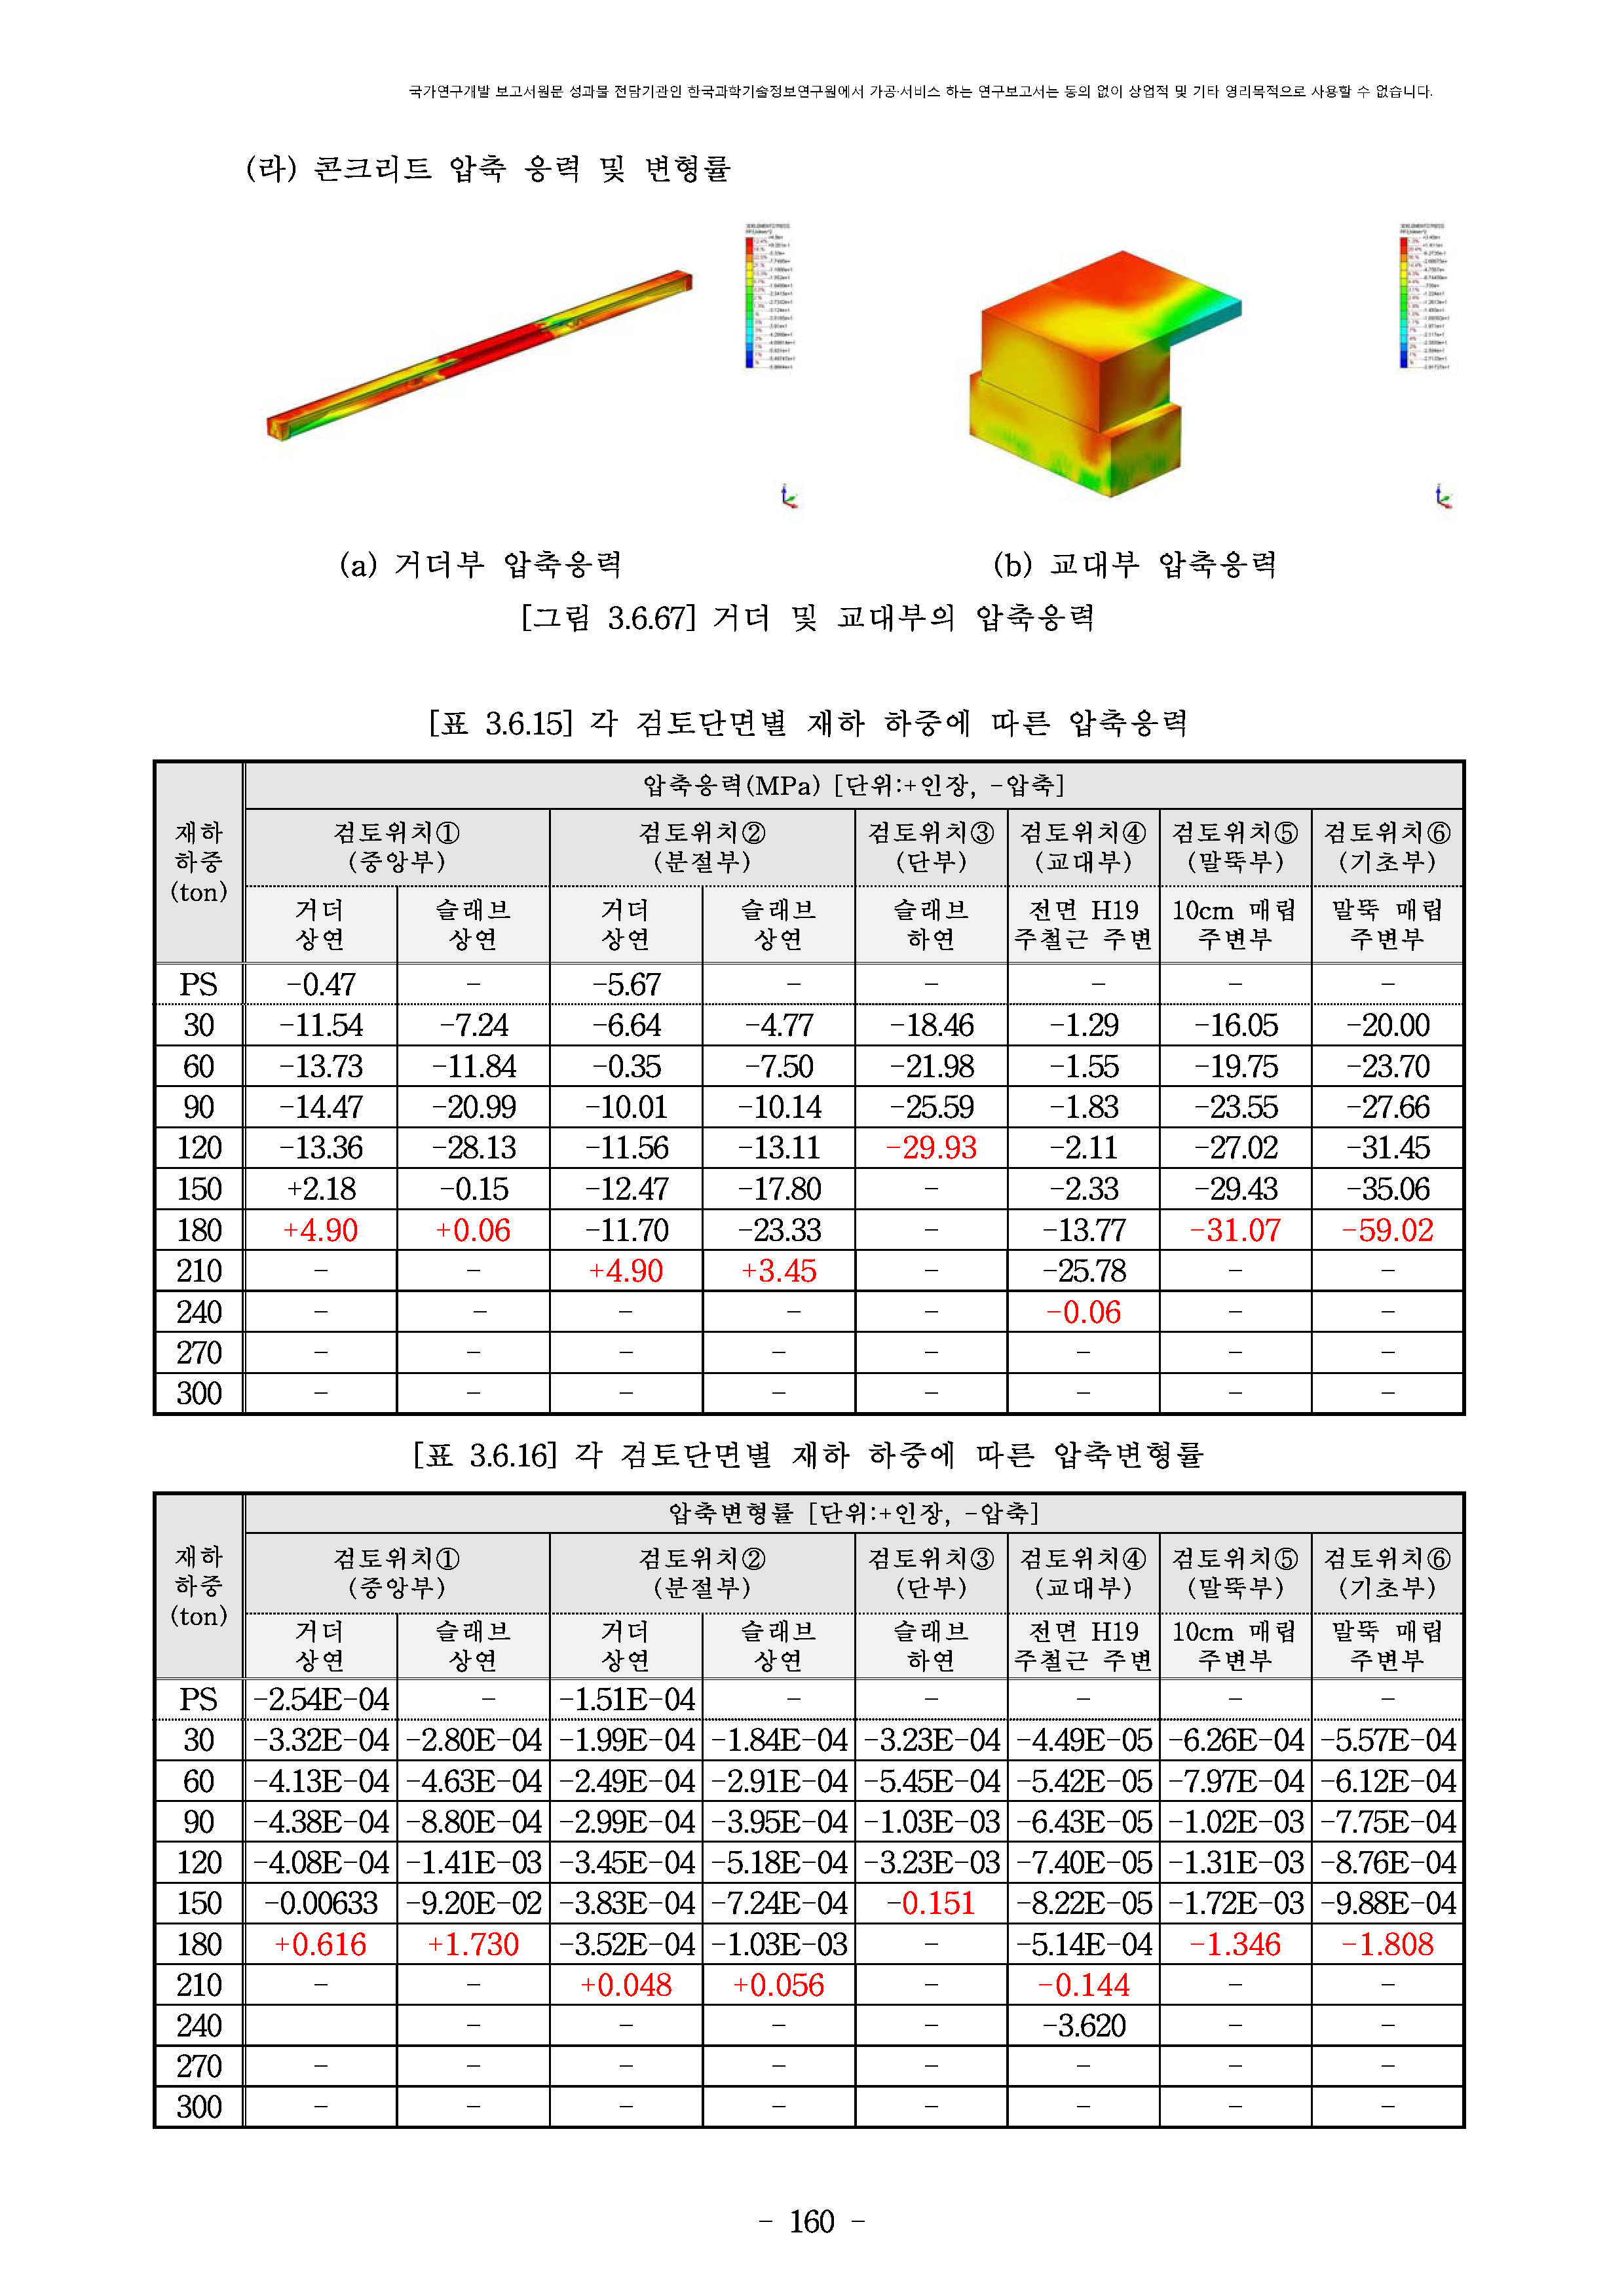 국가연구개발 보고서원문 성과물 전담기관인 한국과학기술정보연구원에서 가공·서비스 하는 연구보고서는 동의 없이 상업적 및 기타 영리목적으로 사용할 수 없습니다.
(라) 콘크리트 압축 응력 및 변형률
(a) 거더부 압축응력 (b) 교대부 압축응력
[그림 3.6.67] 거더 및 교대부의 압축응력
[표 3.6.15] 각 검토단면별 재하 하중에 따른 압축응력
재하 하중 (ton) 압축응력(MPa) [단위:+인장, -압축]
검토위치① (중앙부) 검토위치② (분절부) 검토위치③ (단부) 검토위치④ (교대부) 검토위치⑤ (말뚝부) 검토위치⑥ (기초부)
거더 상연 슬래브 상연 거더 상연 슬래브 상연 슬래브 하연 전면 H19 주철근 주변 10cm 매립 주변부 말뚝 매립 주변부
PS -0.47 - -5.67 - - - - -
30 -11.54 -7.24 -6.64 -4.77 -18.46 -1.29 -16.05 -20.00
60 -13.73 -11.84 -0.35 -7.50 -21.98 -1.55 -19.75 -23.70
90 -14.47 -20.99 -10.01 -10.14 -25.59 -1.83 -23.55 -27.66
120 -13.36 -28.13 -11.56 -13.11 -29.93 -2.11 -27.02 -31.45
150 +2.18 -0.15 -12.47 -17.80 - -2.33 -29.43 -35.06
180 +4.90 +0.06 -11.70 -23.33 - -13.77 -31.07 -59.02
210 - - +4.90 +3.45 - -25.78 - -
240 - - - - - -0.06 - -
270 - - - - - - - -
300 - - - - - - - -
[표 3.6.16] 각 검토단면별 재하 하중에 따른 압축변형률
재하 하중 (ton) 압축변형률 [단위:+인장, -압축]
검토위치① (중앙부) 검토위치② (분절부) 검토위치③ (단부) 검토위치④ (교대부) 검토위치⑤ (말뚝부) 검토위치⑥ (기초부)
거더 상연 슬래브 상연 거더 상연 슬래브 상연 슬래브 하연 전면 H19 주철근 주변 10cm 매립 주변부 말뚝 매립 주변부
PS -2.54E-04 - -1.51E-04 - - - - -
30 -3.32E-04 -2.80E-04 -1.99E-04 -1.84E-04 -3.23E-04 -4.49E-05 -6.26E-04 -5.57E-04
60 -4.13E-04 -4.63E-04 -2.49E-04 -2.91E-04 -5.45E-04 -5.42E-05 -7.97E-04 -6.12E-04
90 -4.38E-04 -8.80E-04 -2.99E-04 -3.95E-04 -1.03E-03 -6.43E-05 -1.02E-03 -7.75E-04
120 -4.08E-04 -1.41E-03 -3.45E-04 -5.18E-04 -3.23E-03 -7.40E-05 -1.31E-03 -8.76E-04
150 -0.00633 -9.20E-02 -3.83E-04 -7.24E-04 -0.151 -8.22E-05 -1.72E-03 -9.88E-04
180 +0.616 +1.730 -3.52E-04 -1.03E-03 - -5.14E-04 -1.346 -1.808
210 - - +0.048 +0.056 - -0.144 - -
240 - - - - -3.620 - -
270 - - - - - - - -
300 - - - - - - - -
- 160 -